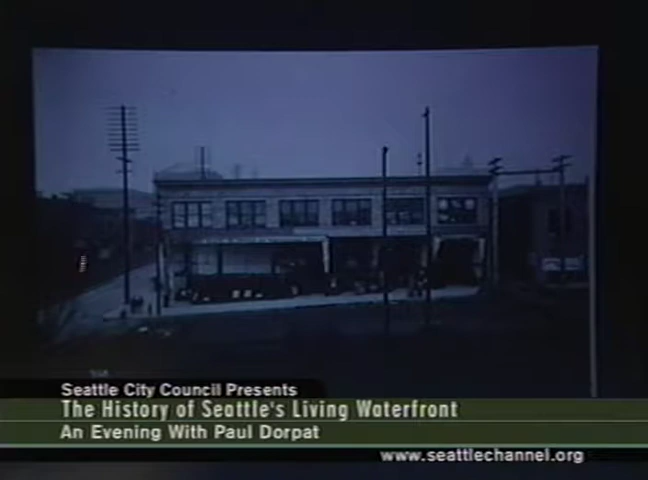 Seattle City Council Presents
The History of Seattle's Living Waterfront
An Evening With Paul Dorpat
www.seattlechannel.org